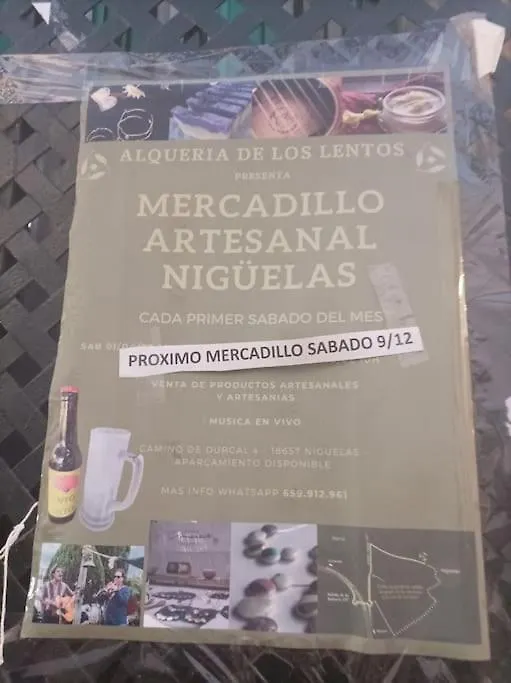 ALQUERIA DE LOS LENTOS
PRESENTA
MERCADILLO
ARTESANAL
NIGÜELAS
CADA PRIMER SABADO DEL MES
SAB
PROXIMO MERCADILLO SABADO 9/12
VENTA DE PRODUCTOS ARTESANALES
Y ARTESANIAS
MUSICA EN VIVO
CAMINO DE DURCAL 4 - 18657 NIGUELAS
APARCAMIENTO DISPONIBLE
MAS INFO WHATSAPP 659.912.961